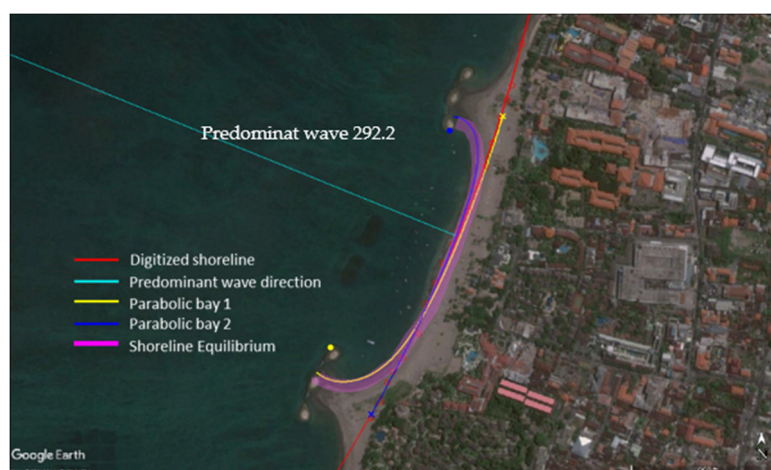 Predominat wave 292.2
Digitized shoreline
Predominant wave direction
Parabolic bay 1
Parabolic bay 2
Shoreline Equilibrium
Google Earth
N